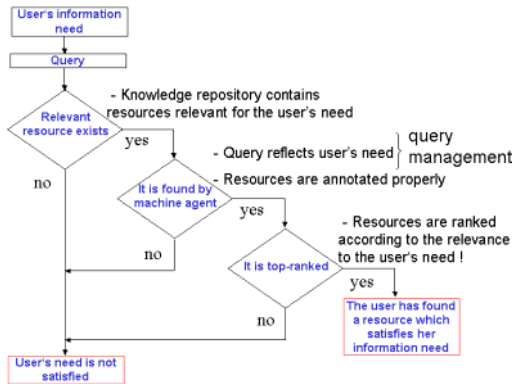 User's information
need
Query
- Knowledge repository contains
resources relevant for the user's need
Relevant
resource exists
yes
no
- Query reflects user's need
query
management
- Resources are annotated properly
It is found by
machine agent
yes
no
- Resources are ranked
according to the relevance
to the user's need !
It is top-ranked
yes
no
The user has found
a resource which
satisfies her
information need
User's need is not
satisfied